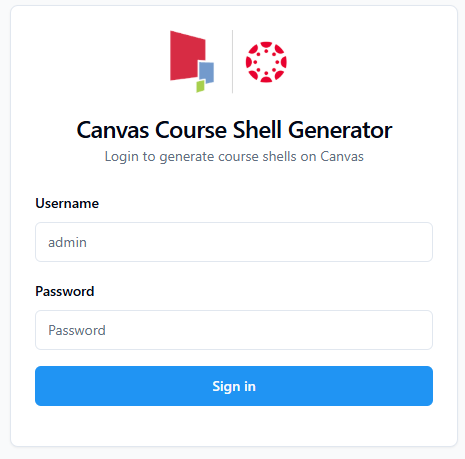 Canvas Course Shell Generator
Login to generate course shells on Canvas
Username
admin
Password
Password
Sign in